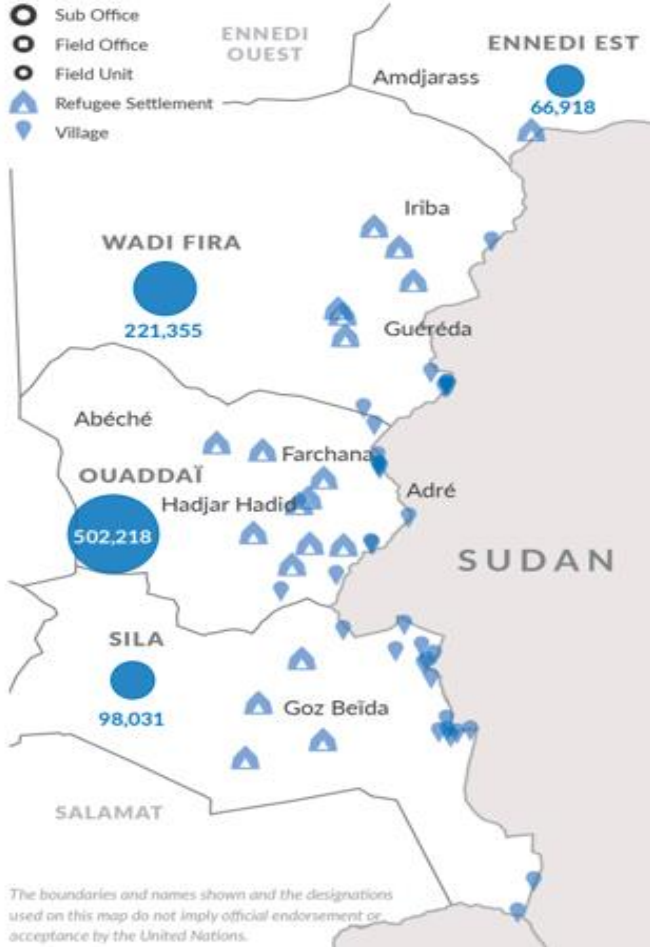 Sub Office
Field Office
Field Unit
Refugee Settlement
Village
ENNEDI
OUEST
ENNEDI EST
Amdjarass
66,918
Iriba
WADI FIRA
221,355
Guéréda
Abéché
Farchana
OUADDAÏ
Hadjar Hadid
Adré
502,218
SUDAN
SILA
98,031
Goz Beïda
SALAMAT
The boundaries and names shown and the designations
used on this map do not imply official endorsement or
acceptance by the United Nations.